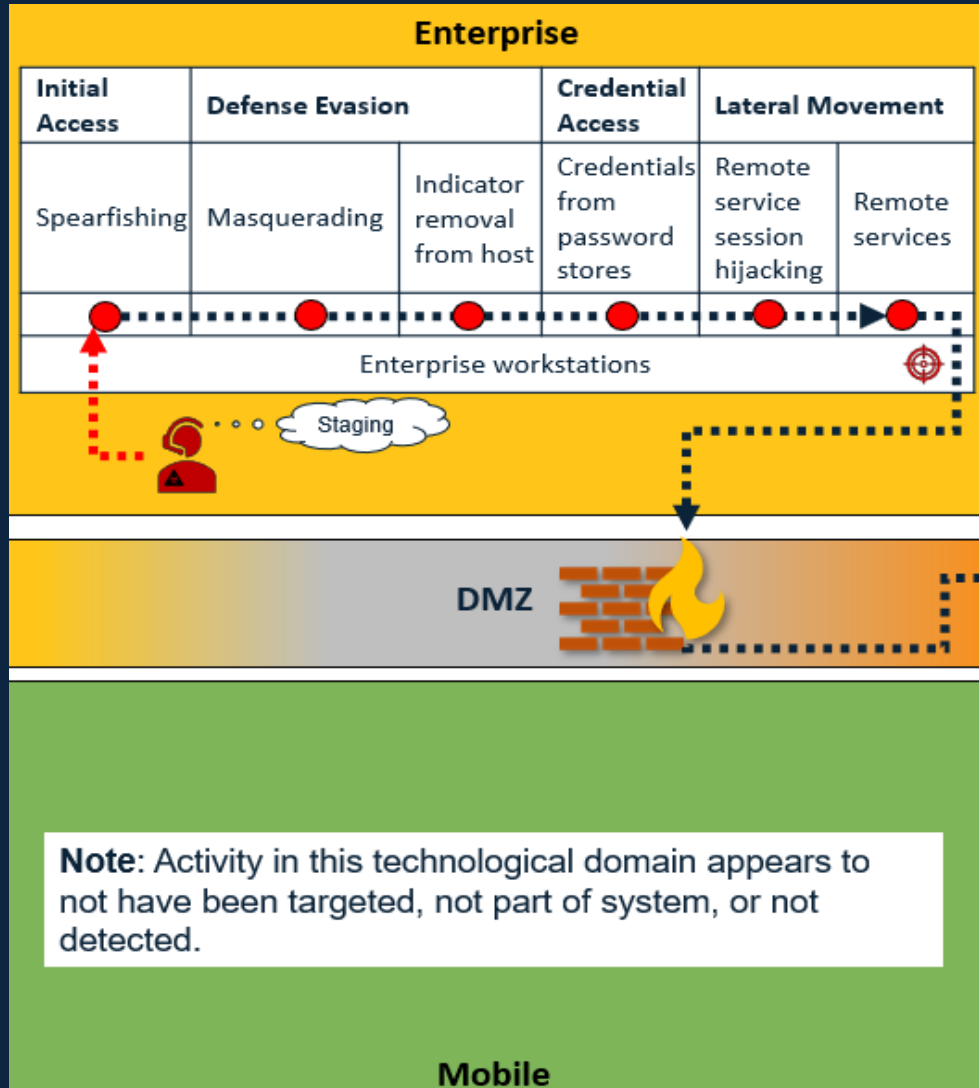 Enterprise
Initial
Access
Defense Evasion
Credential
Access
Lateral Movement
Spearfishing
Masquerading
Indicator
removal
from host
Credentials
from
password
stores
Remote
service
session
hijacking
Remote
services
Enterprise workstations
Staging
DMZ
Note: Activity in this technological domain appears to
not have been targeted, not part of system, or not
detected.
Mobile